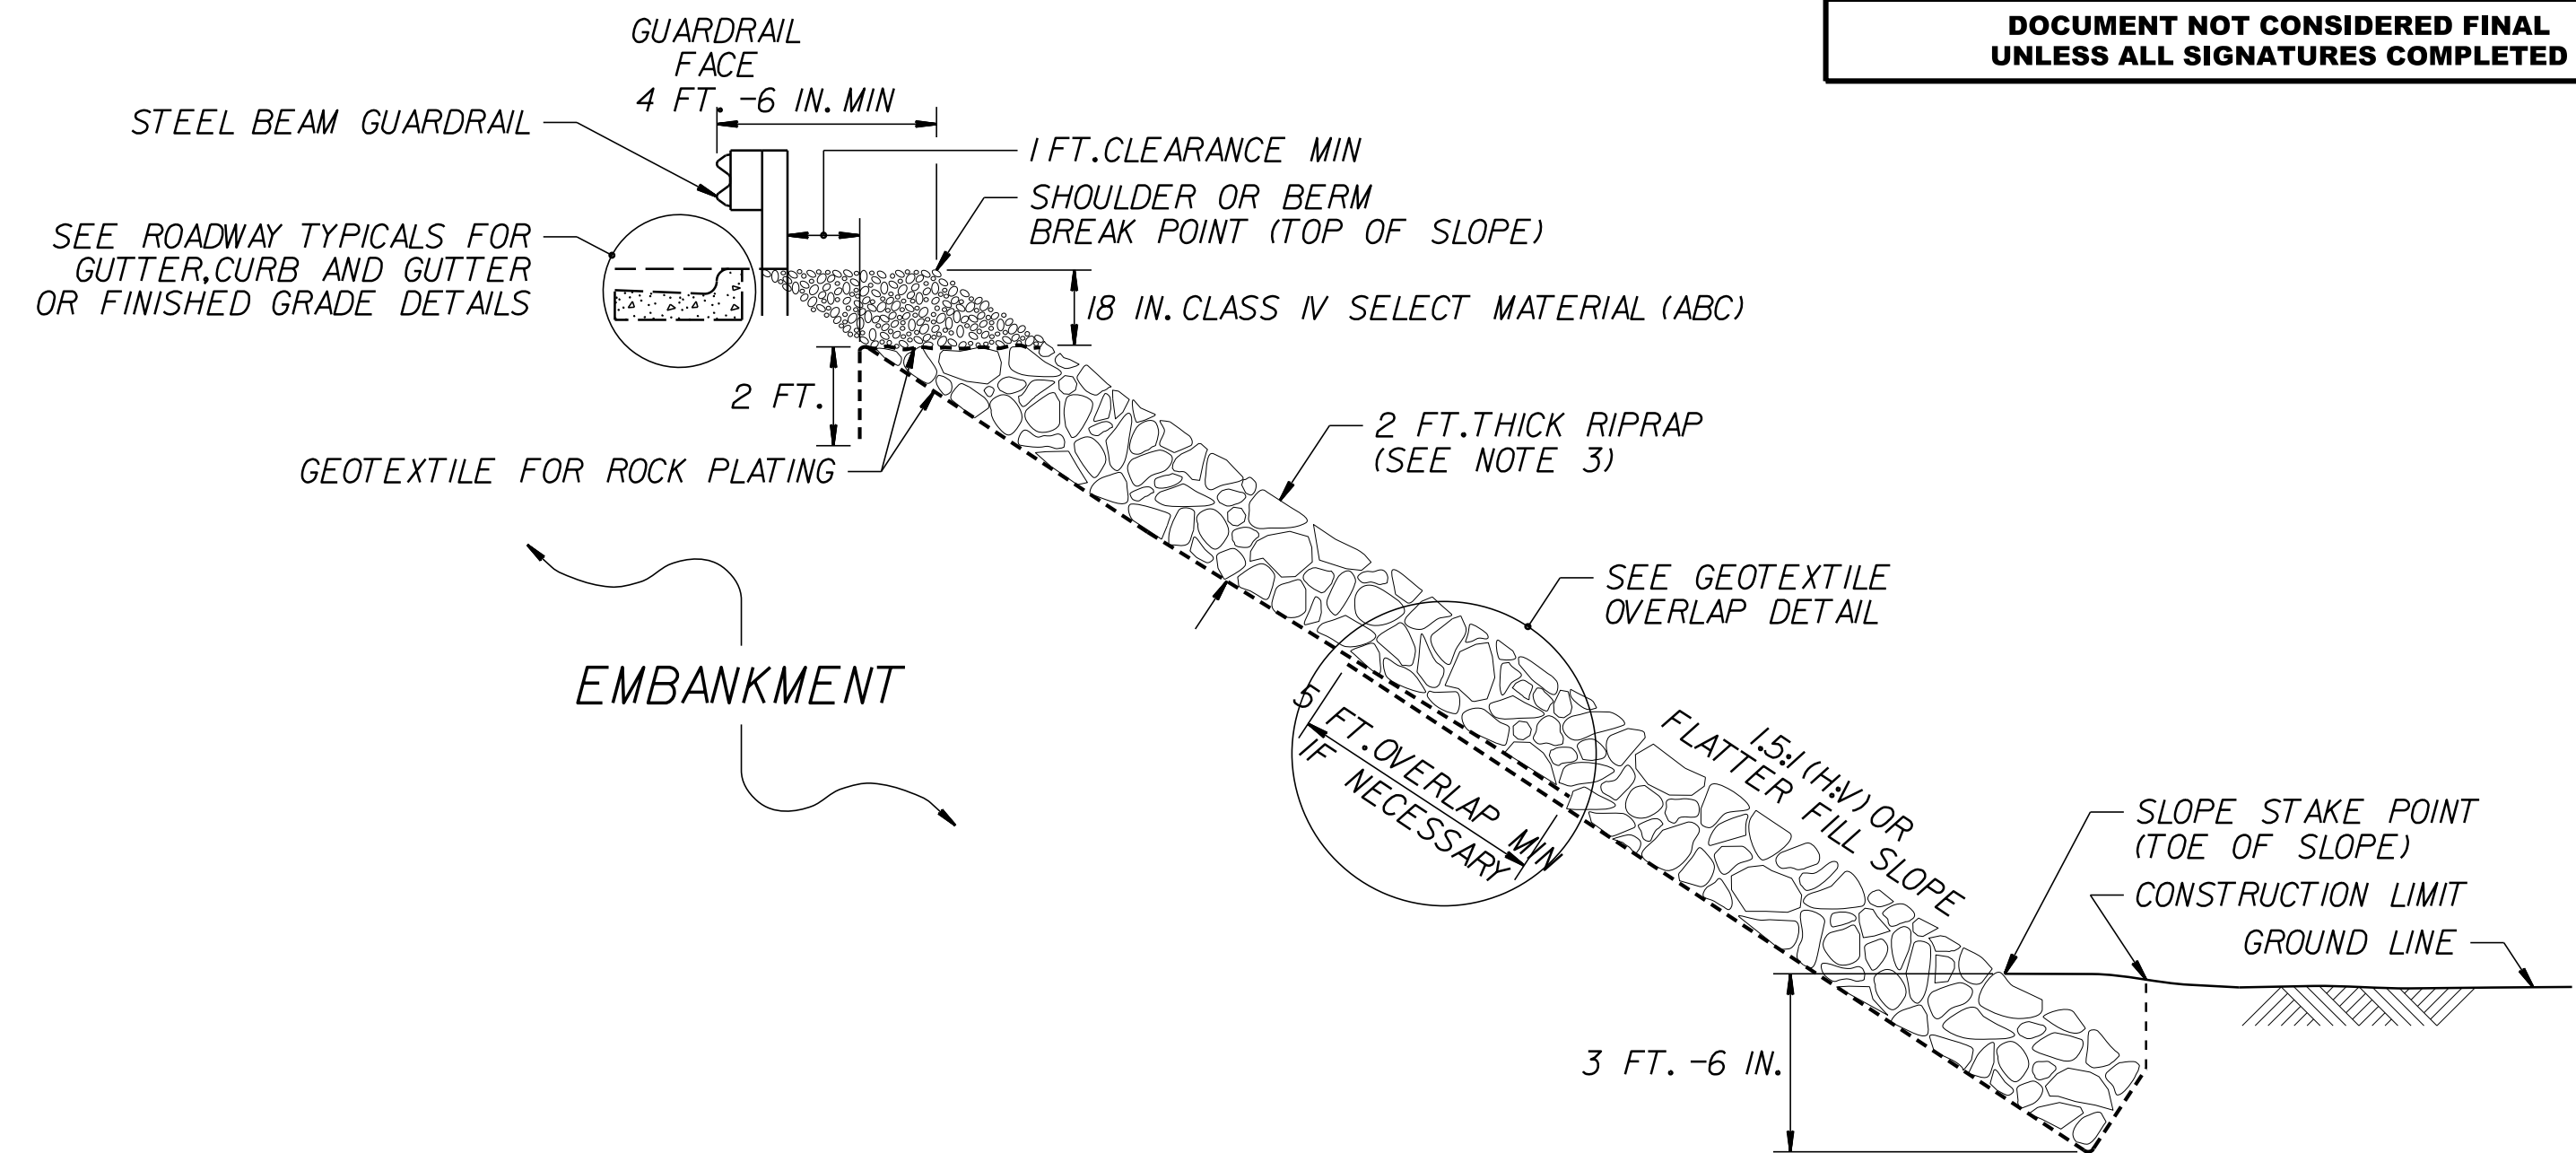 DOCUMENT NOT CONSIDERED FINAL
UNLESS ALL SIGNATURES COMPLETED
GUARDRAIL
FACE
4 FT.-6 IN. MIN
STEEL BEAM GUARDRAIL
1 FT. CLEARANCE MIN
SHOULDER OR BERM
BREAK POINT (TOP OF SLOPE)
SEE ROADWAY TYPICALS FOR
GUTTER, CURB AND GUTTER
OR FINISHED GRADE DETAILS
18 IN. CLASS IV SELECT MATERIAL (ABC)
2 FT.
2 FT. THICK RIPRAP
(SEE NOTE 3)
GEOTEXTILE FOR ROCK PLATING
SEE GEOTEXTILE
OVERLAP DETAIL
EMBANKMENT
5 FT. OVERLAP MIN
IF NECESSARY
1.5:1 (H:V) OR
FLATTER FILL SLOPE
SLOPE STAKE POINT
(TOE OF SLOPE)
CONSTRUCTION LIMIT
GROUND LINE
3 FT.-6 IN.